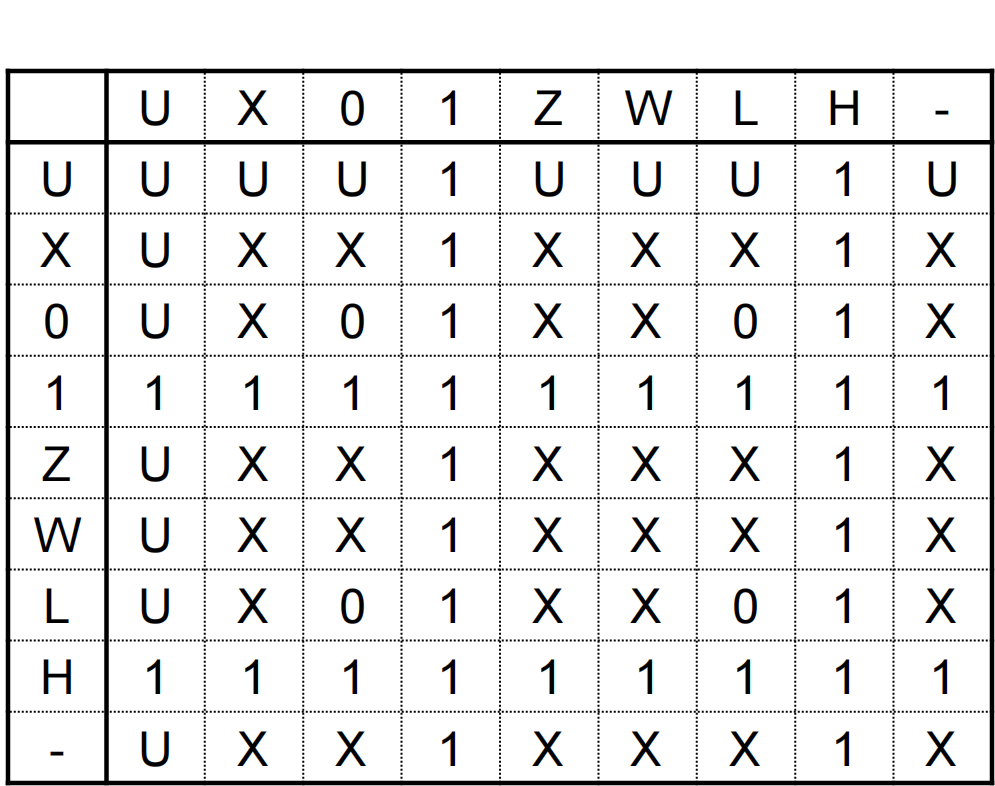 U X 0 1 Z W L H -
U U U U 1 U U U 1 U
X U X X 1 X X X 1 X
0 U X 0 1 X X 0 1 X
1 1 1 1 1 1 1 1 1 1
Z U X X 1 X X X 1 X
W U X X 1 X X X 1 X
L U X 0 1 X X 0 1 X
H 1 1 1 1 1 1 1 1 1
- U X X 1 X X X 1 X